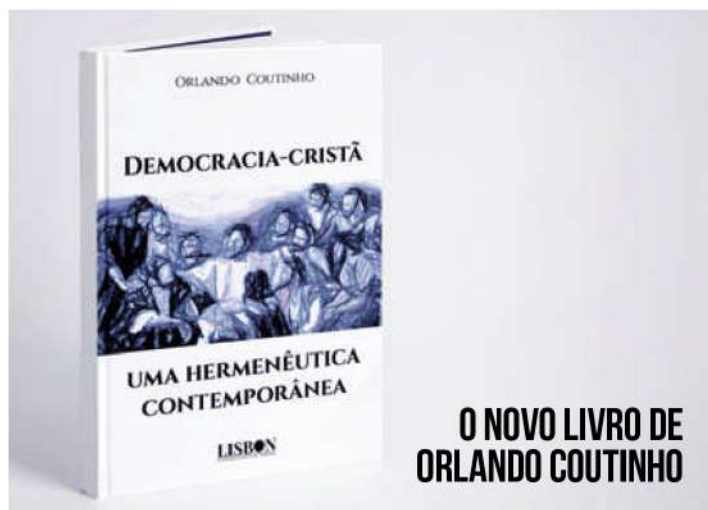 ORLANDO COUTINHO
DEMOCRACIA-CRISTÃ
UMA HERMENÊUTICA
CONTEMPORÂNEA
LISBON
O NOVO LIVRO DE
ORLANDO COUTINHO